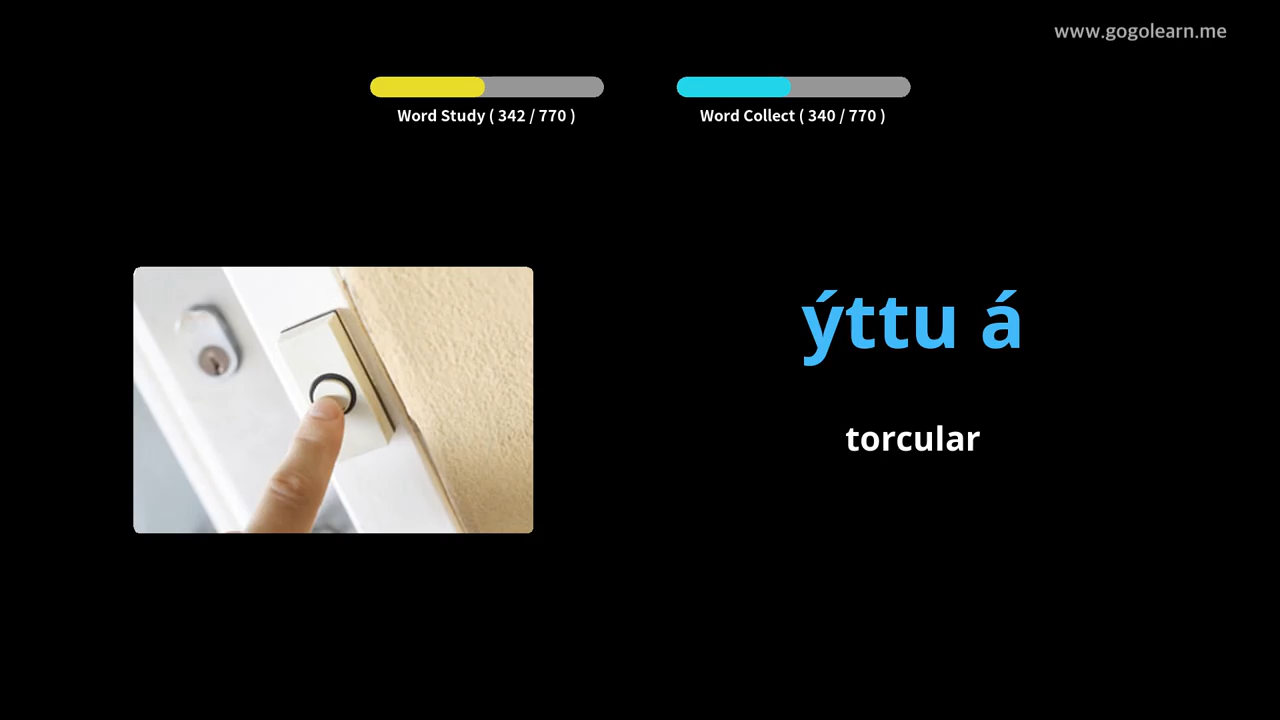 www.gogolearn.me
Word Study ( 342 / 770 )
Word Collect ( 340 / 770 )
ýttu á
torcular